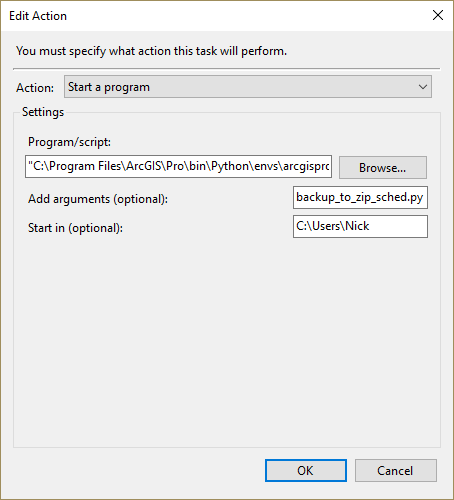 Edit Action
You must specify what action this task will perform.
Action: Start a program
Settings
Program/script:
"C:\Program Files\ArcGIS\Pro\bin\Python\envs\arcgispro Browse...
Add arguments (optional): backup_to_zip_sched.py
Start in (optional): C:\Users\Nick
OK Cancel